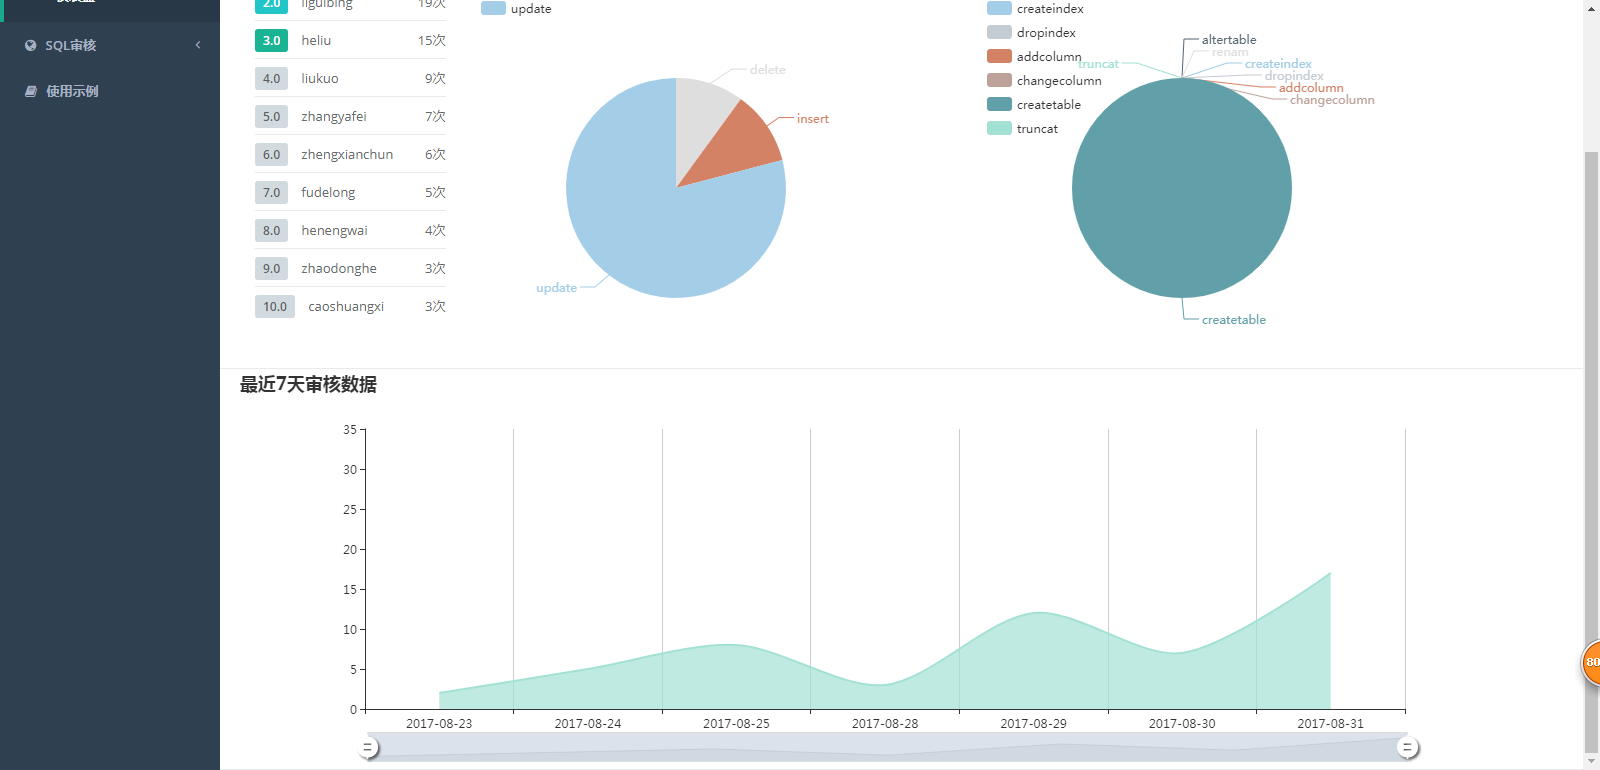 SQL审核
使用示例
2.0 liguibing 19次
3.0 heliu 15次
4.0 liukuo 9次
5.0 zhangyafei 7次
6.0 zhengxianchun 6次
7.0 fudelong 5次
8.0 henengwai 4次
9.0 zhaodonghe 3次
10.0 caoshuangxi 3次
update
delete
insert
update
createindex
dropindex
addcolumn
changecolumn
createtable
truncat
altertable
renam
truncat
createindex
dropindex
addcolumn
changecolumn
createtable
最近7天审核数据
35
30
25
20
15
10
5
0
2017-08-23 2017-08-24 2017-08-25 2017-08-28 2017-08-29 2017-08-30 2017-08-31
80